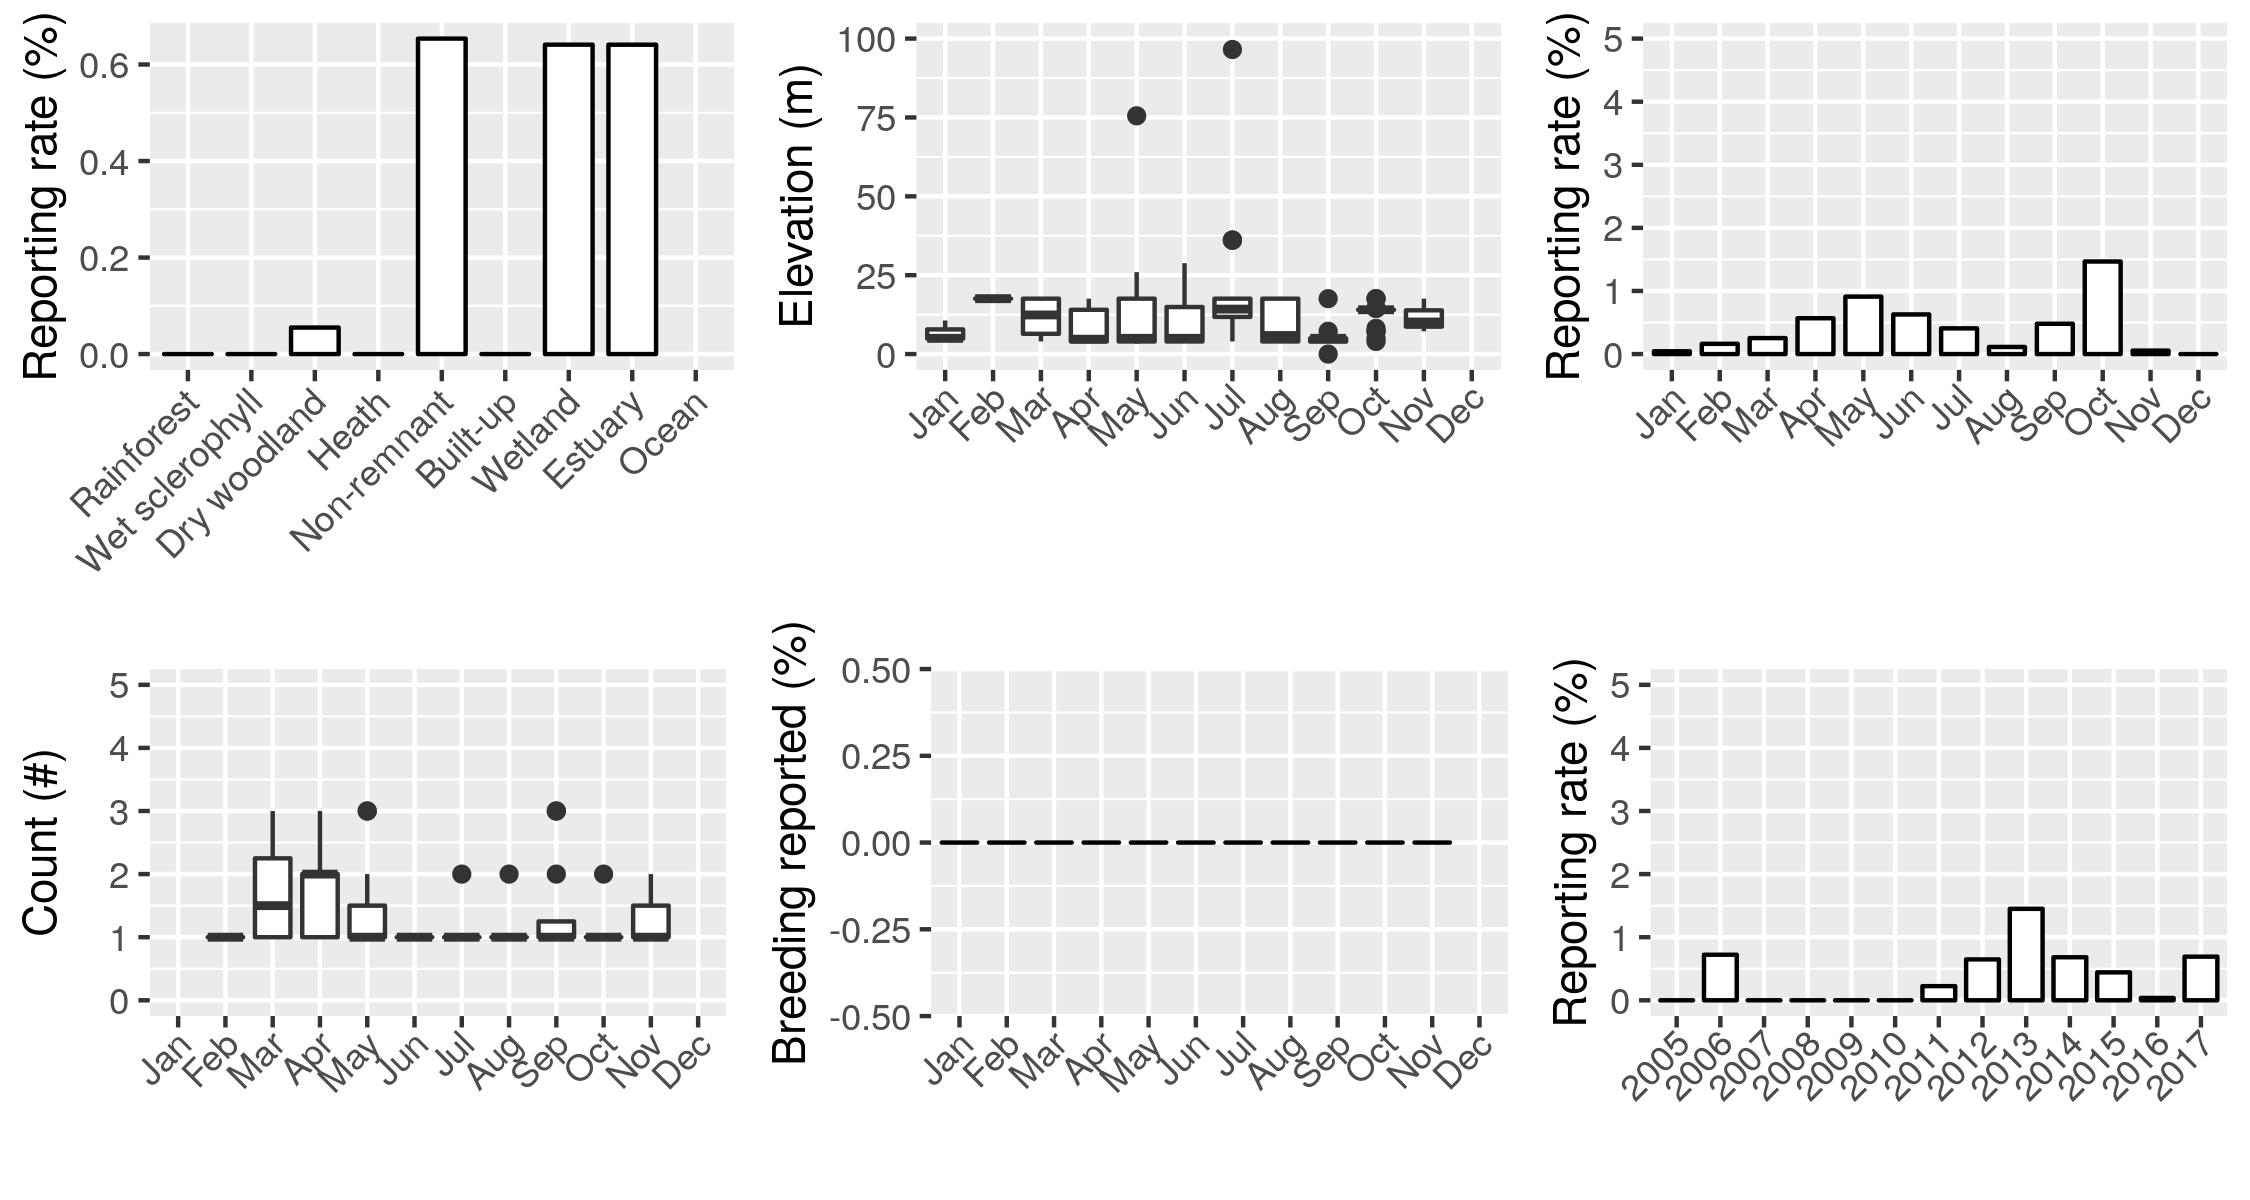 Reporting rate (%)
0.6
0.4
0.2
0.0
Rainforest
Wet sclerophyll
Dry woodland
Heath
Non-remnant
Built-up
Wetland
Estuary
Ocean
Elevation (m)
100
75
50
25
0
Jan
Feb
Mar
Apr
May
Jun
Jul
Aug
Sep
Oct
Nov
Dec
Reporting rate (%)
5
4
3
2
1
0
Jan
Feb
Mar
Apr
May
Jun
Jul
Aug
Sep
Oct
Nov
Dec
Count (#)
5
4
3
2
1
0
Jan
Feb
Mar
Apr
May
Jun
Jul
Aug
Sep
Oct
Nov
Dec
Breeding reported (%)
0.50
0.25
0.00
-0.25
-0.50
Jan
Feb
Mar
Apr
May
Jun
Jul
Aug
Sep
Oct
Nov
Dec
Reporting rate (%)
5
4
3
2
1
0
2005
2006
2007
2008
2009
2010
2011
2012
2013
2014
2015
2016
2017